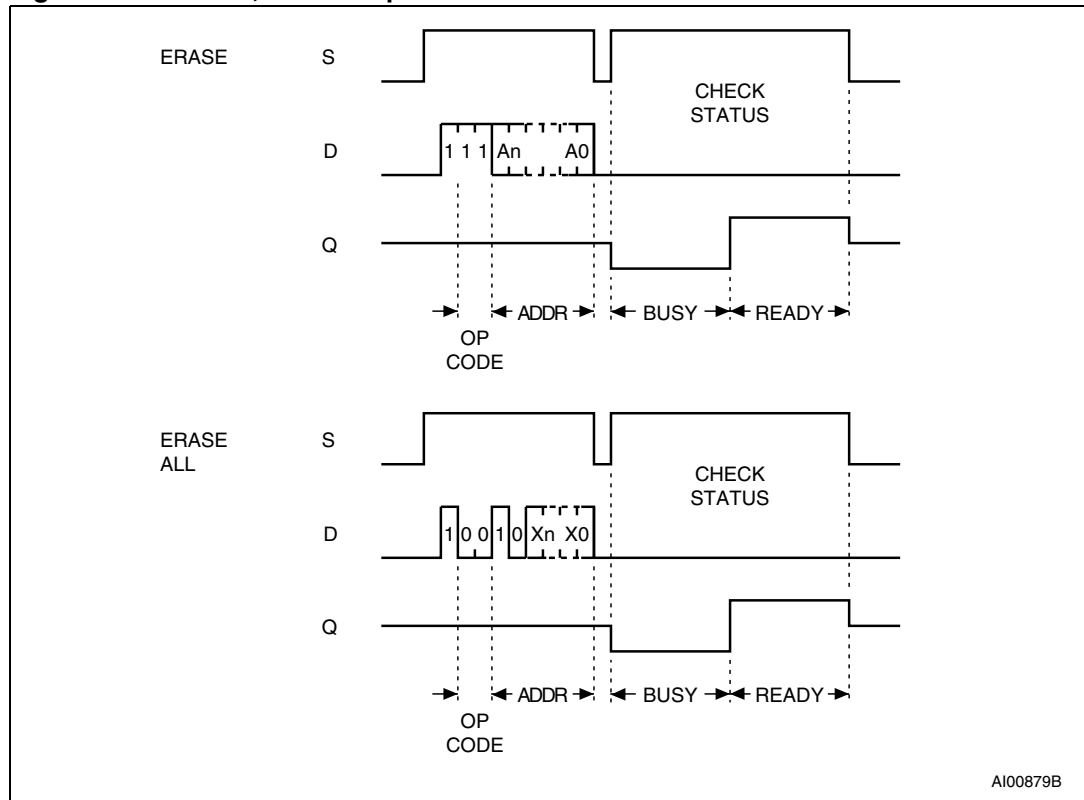 ERASE S
CHECK
STATUS
D 1 1 1 An A0
Q
ADDR BUSY READY
OP
CODE
ERASE
ALL S
CHECK
STATUS
D 1 0 0 1 0 Xn X0
Q
ADDR BUSY READY
OP
CODE
AI00879B